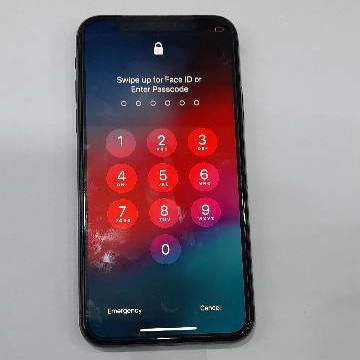 Swipe up for Face ID or
Enter Passcode
1 2 3
ABC DEF
4 5 6
GHI JKL MNO
7 8 9
PQRS TUV WXYZ
0
Emergency Cancel